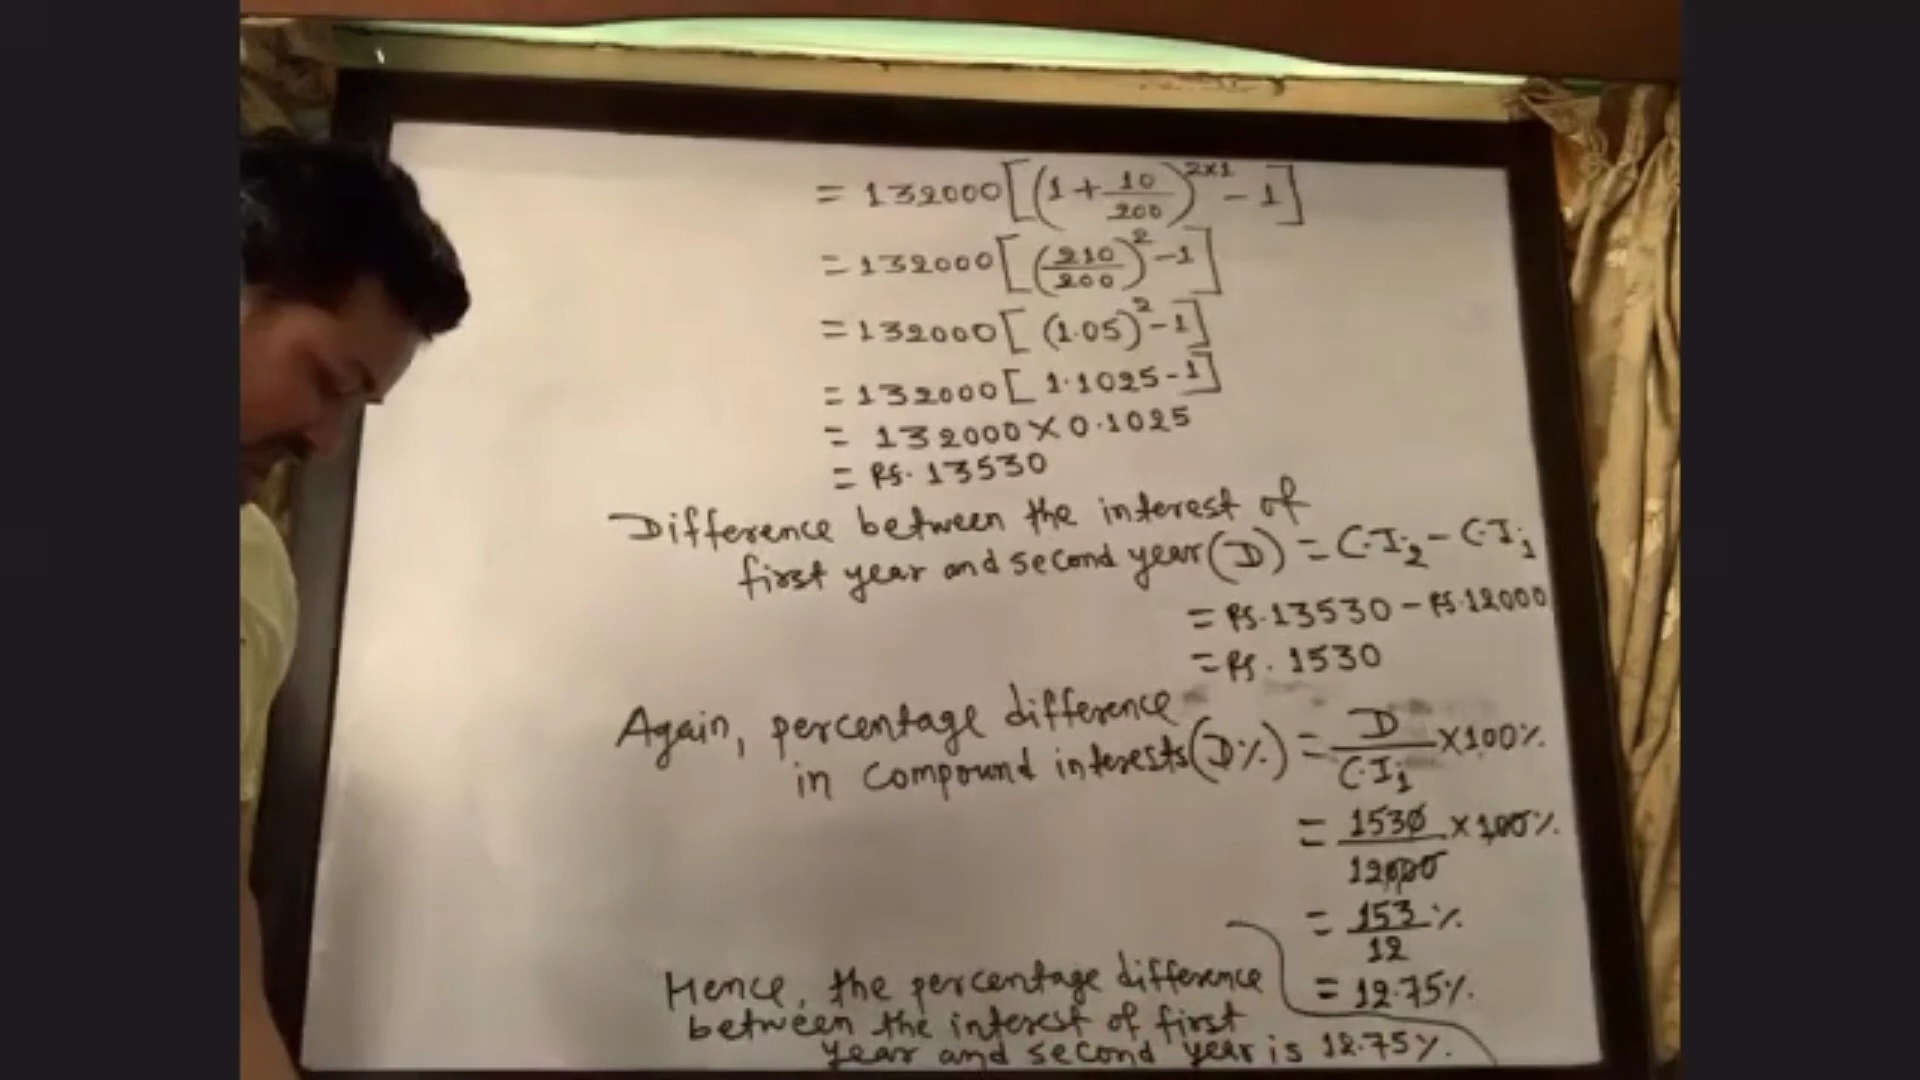 = 132000[(1+10/200)^2×1 - 1]
= 132000[(210/200)^2 - 1]
= 132000[(1.05)^2 - 1]
= 132000[1.1025 - 1]
= 132000 × 0.1025
= Rs. 13530
Difference between the interest of
first year and second year (D) = C.I.2 - C.I.1
= Rs. 13530 - Rs. 12000
= Rs. 1530
Again, percentage difference
in compound interests (D%) = D/C.I.1 × 100%
= 1530/12000 × 100%
= 153/12 %
= 12.75%.
Hence, the percentage difference
between the interest of first
year and second year is 12.75%.